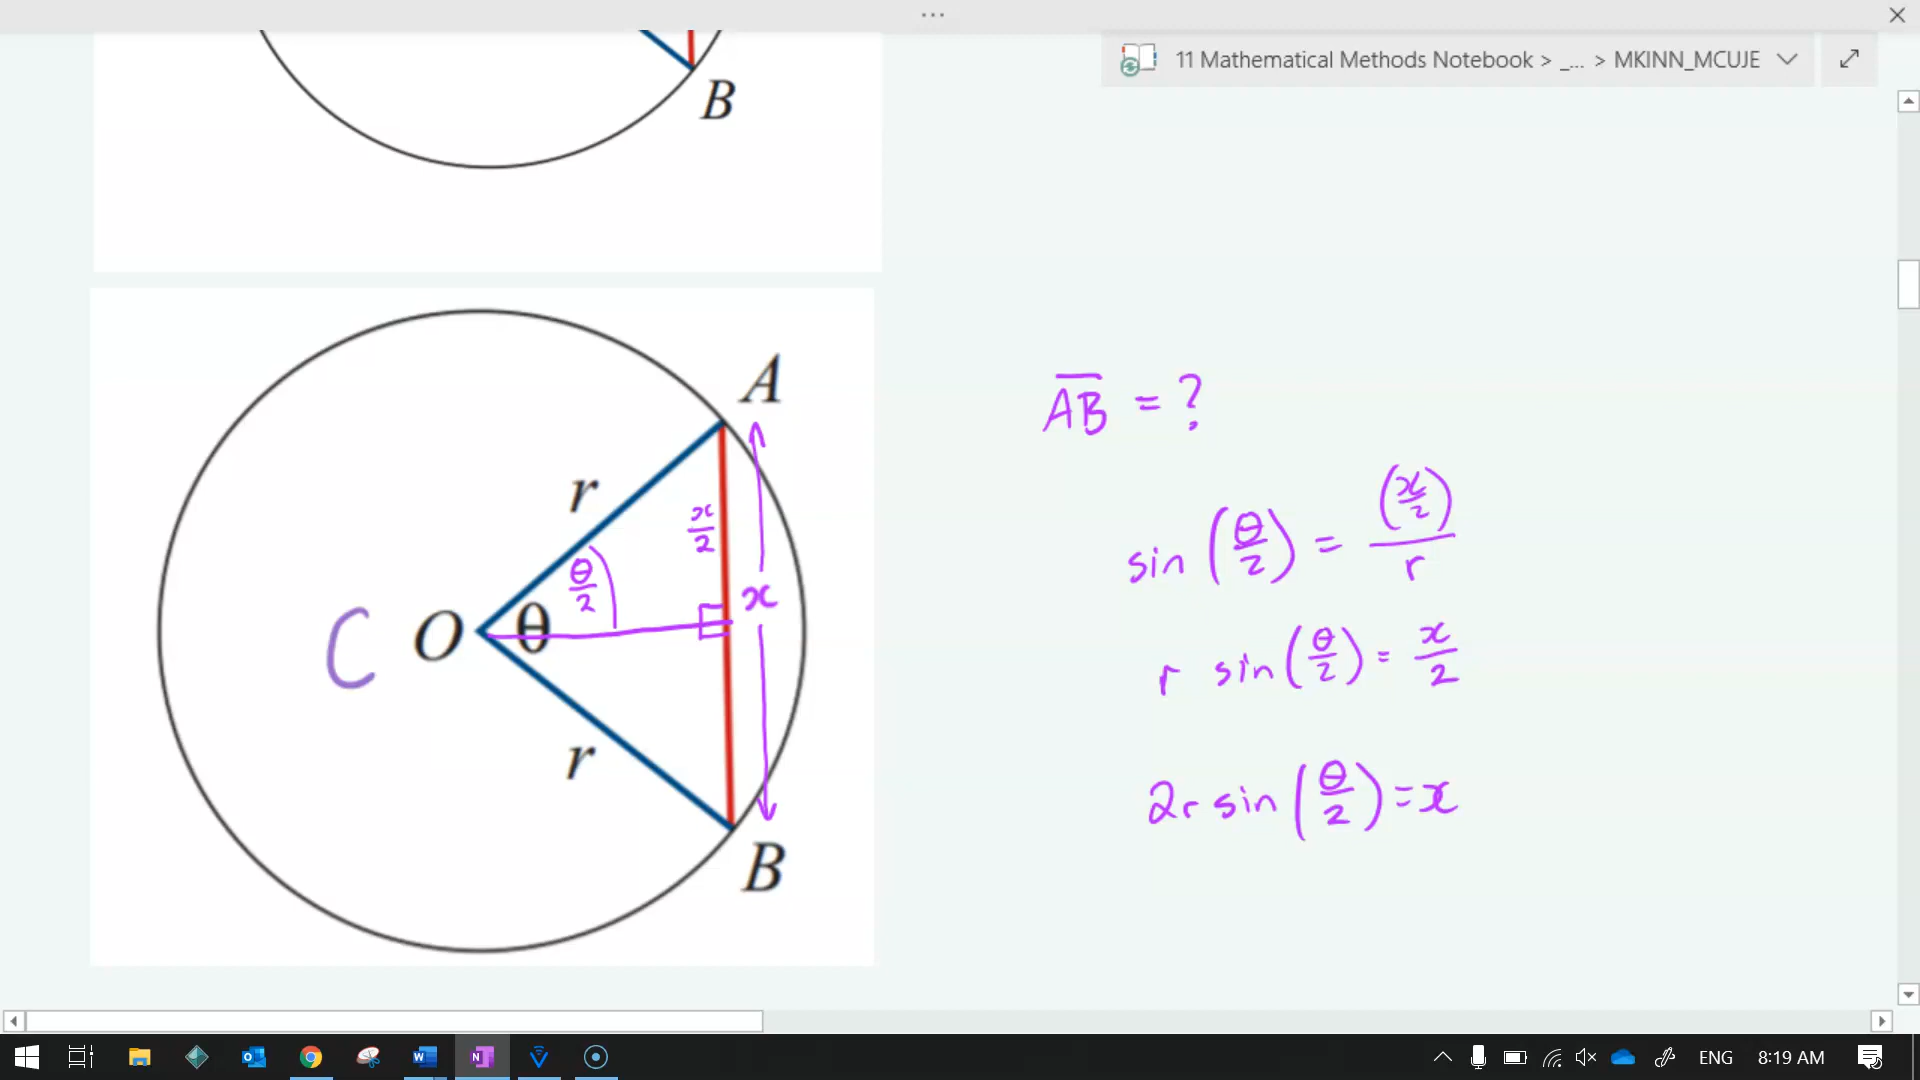 ...
11 Mathematical Methods Notebook > _... > MKINN_MCUJE
B
A
AB = ?
r
x/2
sin (θ/2) = (x/2)/r
θ/2
x
C O θ
r sin (θ/2) = x/2
r
2r sin (θ/2) = x
B
ENG 8:19 AM